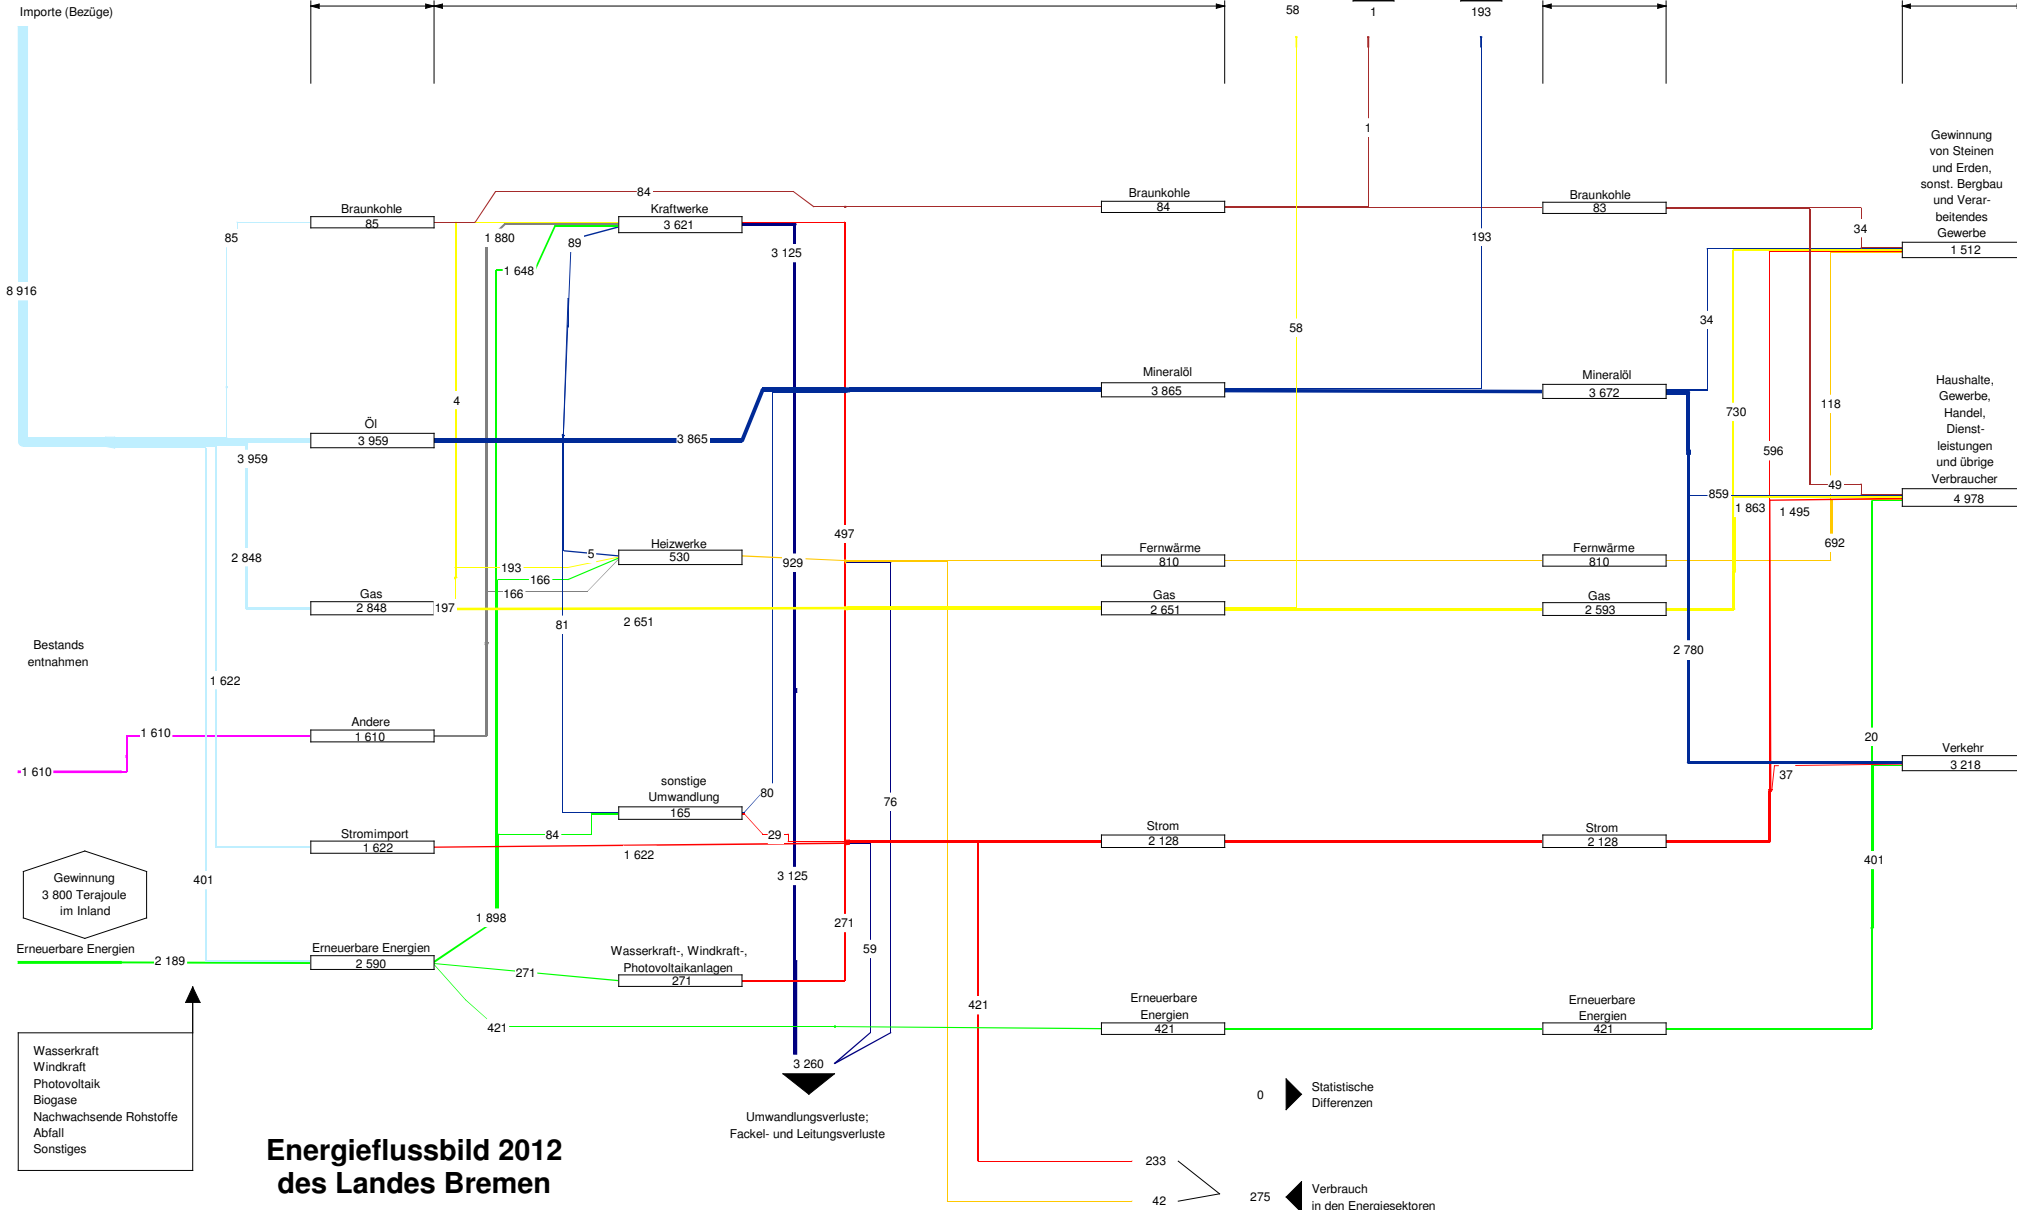 Importe (Bezüge)
58
1
193
8 916
85
Braunkohle
85
84
1 880
1 648
89
Kraftwerke
3 621
3 125
Braunkohle
84
1
193
58
Braunkohle
83
34
Gewinnung
von Steinen
und Erden,
sonst. Bergbau
und Verar-
beitendes
Gewerbe
1 512
34
4
Öl
3 959
3 959
3 865
Mineralöl
3 865
Mineralöl
3 672
730
118
596
Haushalte,
Gewerbe,
Handel,
Dienst-
leistungen
und übrige
Verbraucher
4 978
49
859
1 863
1 495
692
2 848
Gas
2 848
197
193
166
166
5
Heizwerke
530
929
497
Fernwärme
810
Fernwärme
810
81
2 651
Gas
2 651
Gas
2 593
2 780
Bestands
entnahmen
1 622
1 610
1 610
Andere
1 610
sonstige
Umwandlung
165
80
76
20
Verkehr
3 218
37
84
29
Stromimport
1 622
1 622
Strom
2 128
Strom
2 128
3 125
401
401
Gewinnung
3 800 Terajoule
im Inland
Erneuerbare Energien
2 189
Erneuerbare Energien
2 590
1 898
271
421
Wasserkraft-, Windkraft-,
Photovoltaikanlagen
271
271
59
421
Erneuerbare
Energien
421
Erneuerbare
Energien
421
Wasserkraft
Windkraft
Photovoltaik
Biogase
Nachwachsende Rohstoffe
Abfall
Sonstiges
3 260
Umwandlungsverluste;
Fackel- und Leitungsverluste
0
Statistische
Differenzen
Energieflussbild 2012
des Landes Bremen
233
42
275
Verbrauch
in den Energiesektoren